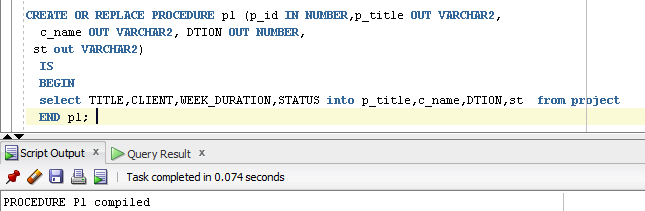 CREATE OR REPLACE PROCEDURE p1 (p_id IN NUMBER,p_title OUT VARCHAR2,
c_name OUT VARCHAR2, DTION OUT NUMBER,
st out VARCHAR2)
IS
BEGIN
select TITLE,CLIENT,WEEK_DURATION,STATUS into p_title,c_name,DTION,st from project
END p1;
Script Output x Query Result x
Task completed in 0.074 seconds
PROCEDURE P1 compiled